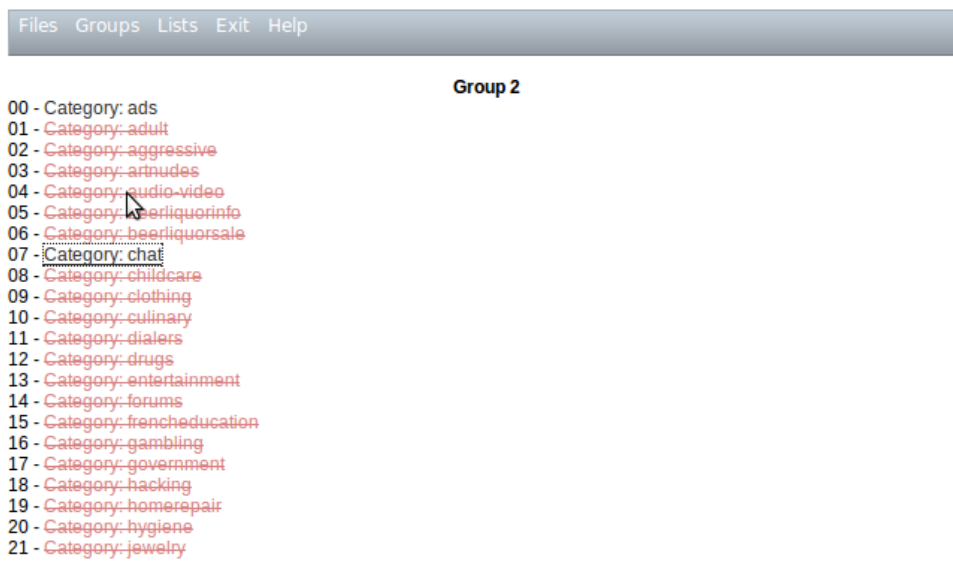 Files Groups Lists Exit Help
Group 2
00 - Category: ads
01 - Category: adult
02 - Category: aggressive
03 - Category: artnudes
04 - Category: audio-video
05 - Category: beerliquorinfo
06 - Category: beerliquorsale
07 - Category: chat
08 - Category: childcare
09 - Category: clothing
10 - Category: culinary
11 - Category: dialers
12 - Category: drugs
13 - Category: entertainment
14 - Category: forums
15 - Category: frencheducation
16 - Category: gambling
17 - Category: government
18 - Category: hacking
19 - Category: homerepair
20 - Category: hygiene
21 - Category: jewelry